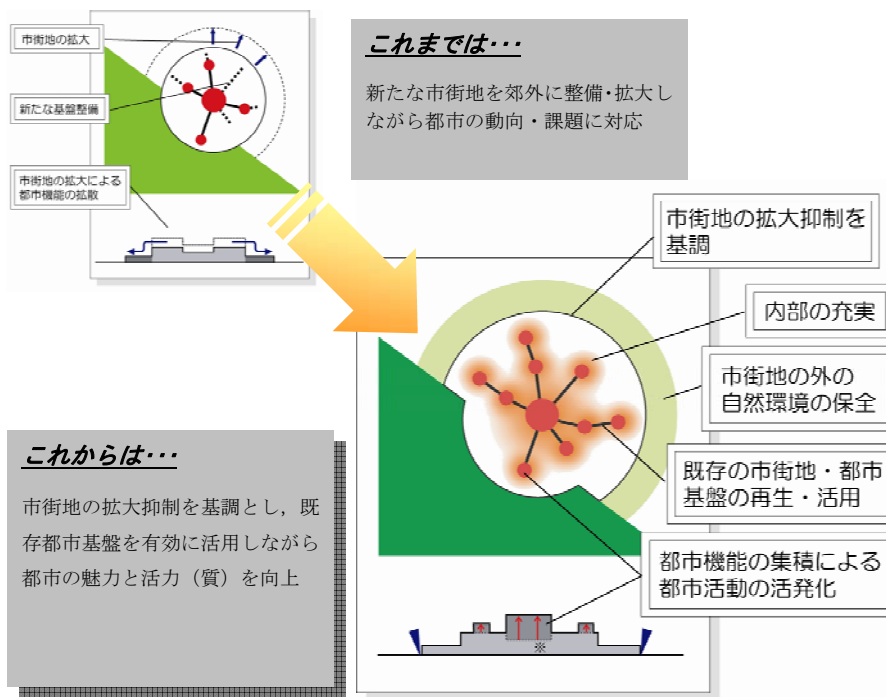 市街地の拡大
新たな基盤整備
市街地の拡大による
都市機能の拡散
これまでは･･･
新たな市街地を郊外に整備･拡大し
ながら都市の動向・課題に対応
市街地の拡大抑制を
基調
内部の充実
市街地の外の
自然環境の保全
既存の市街地・都市
基盤の再生・活用
都市機能の集積による
都市活動の活発化
※
これからは･･･
市街地の拡大抑制を基調とし，既
存都市基盤を有効に活用しながら
都市の魅力と活力（質）を向上